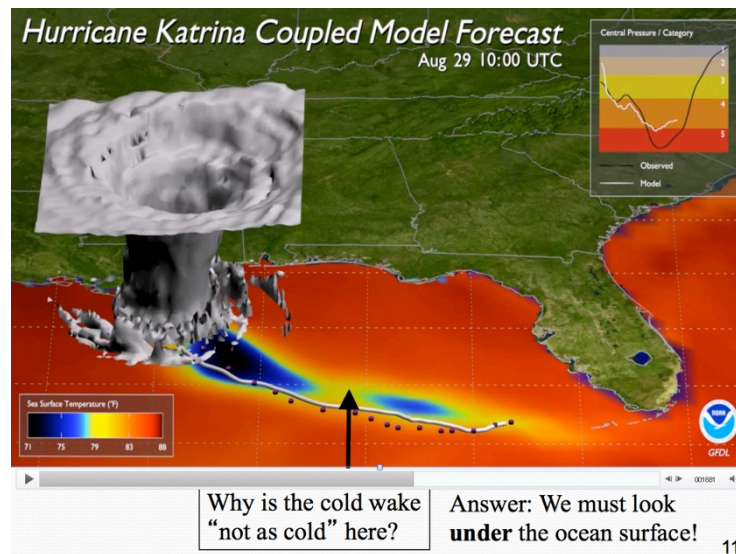 Hurricane Katrina Coupled Model Forecast
Aug 29 10:00 UTC
Central Pressure / Category
1
2
3
4
5
Observed
Model
Sea Surface Temperature (°F)
71 75 79 83 88
NOAA
GFDL
001881
Why is the cold wake
“not as cold” here?
Answer: We must look
under the ocean surface!
11